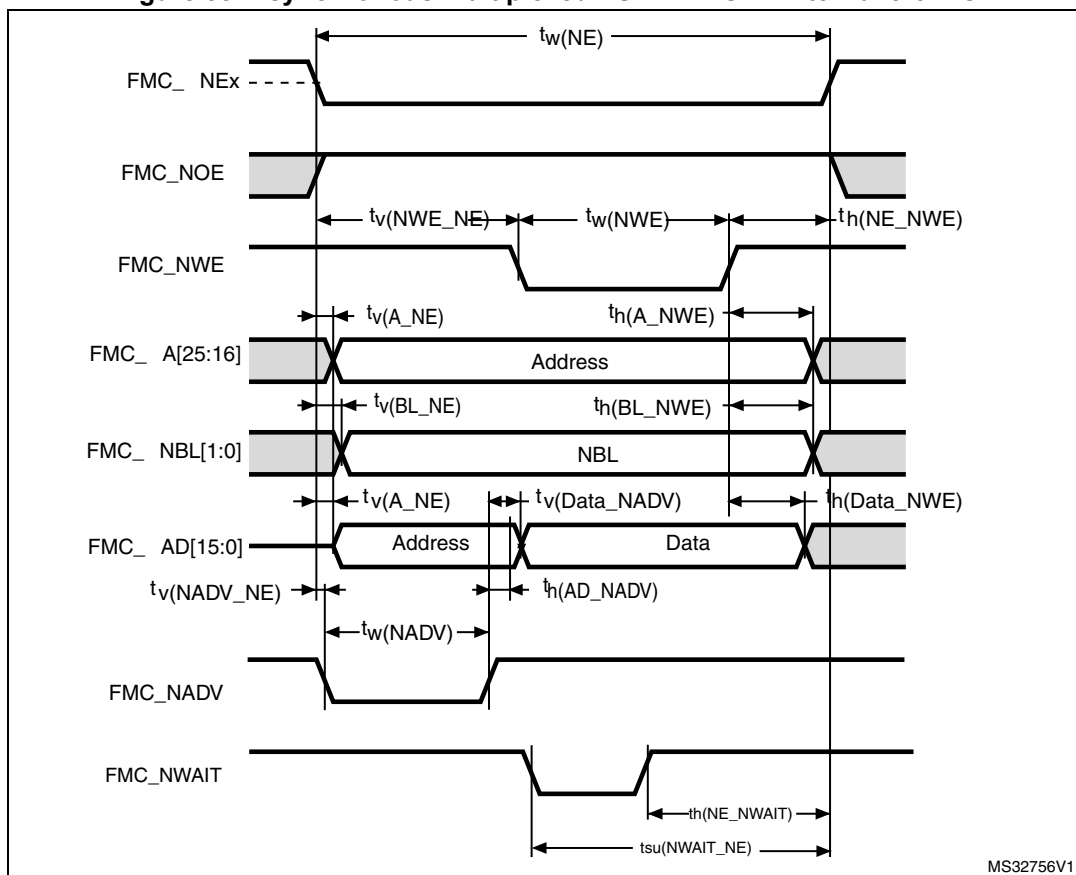 tw(NE)
FMC_ NEx
FMC_NOE
tv(NWE_NE)
tw(NWE)
th(NE_NWE)
FMC_NWE
tv(A_NE)
th(A_NWE)
FMC_ A[25:16]
Address
tv(BL_NE)
th(BL_NWE)
FMC_ NBL[1:0]
NBL
tv(A_NE)
tv(Data_NADV)
th(Data_NWE)
FMC_ AD[15:0]
Address
Data
tv(NADV_NE)
th(AD_NADV)
tw(NADV)
FMC_NADV
FMC_NWAIT
th(NE_NWAIT)
tsu(NWAIT_NE)
MS32756V1